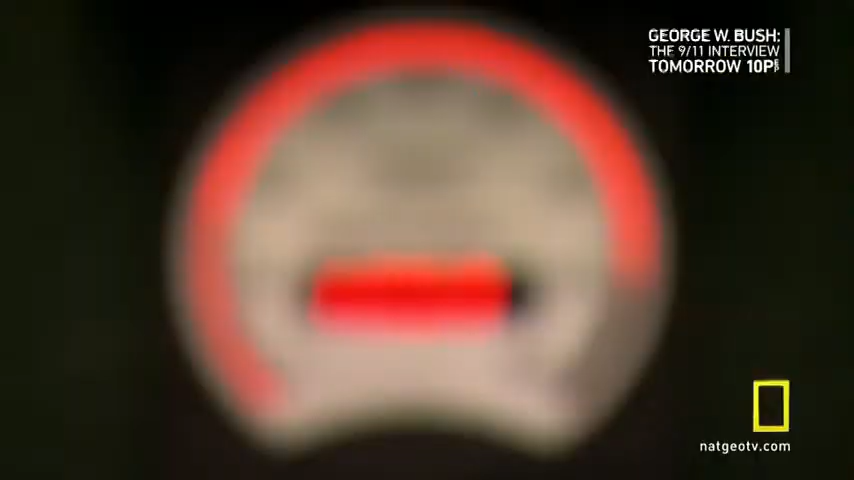 GEORGE W. BUSH:
THE 9/11 INTERVIEW
TOMORROW 10P
natgeotv.com